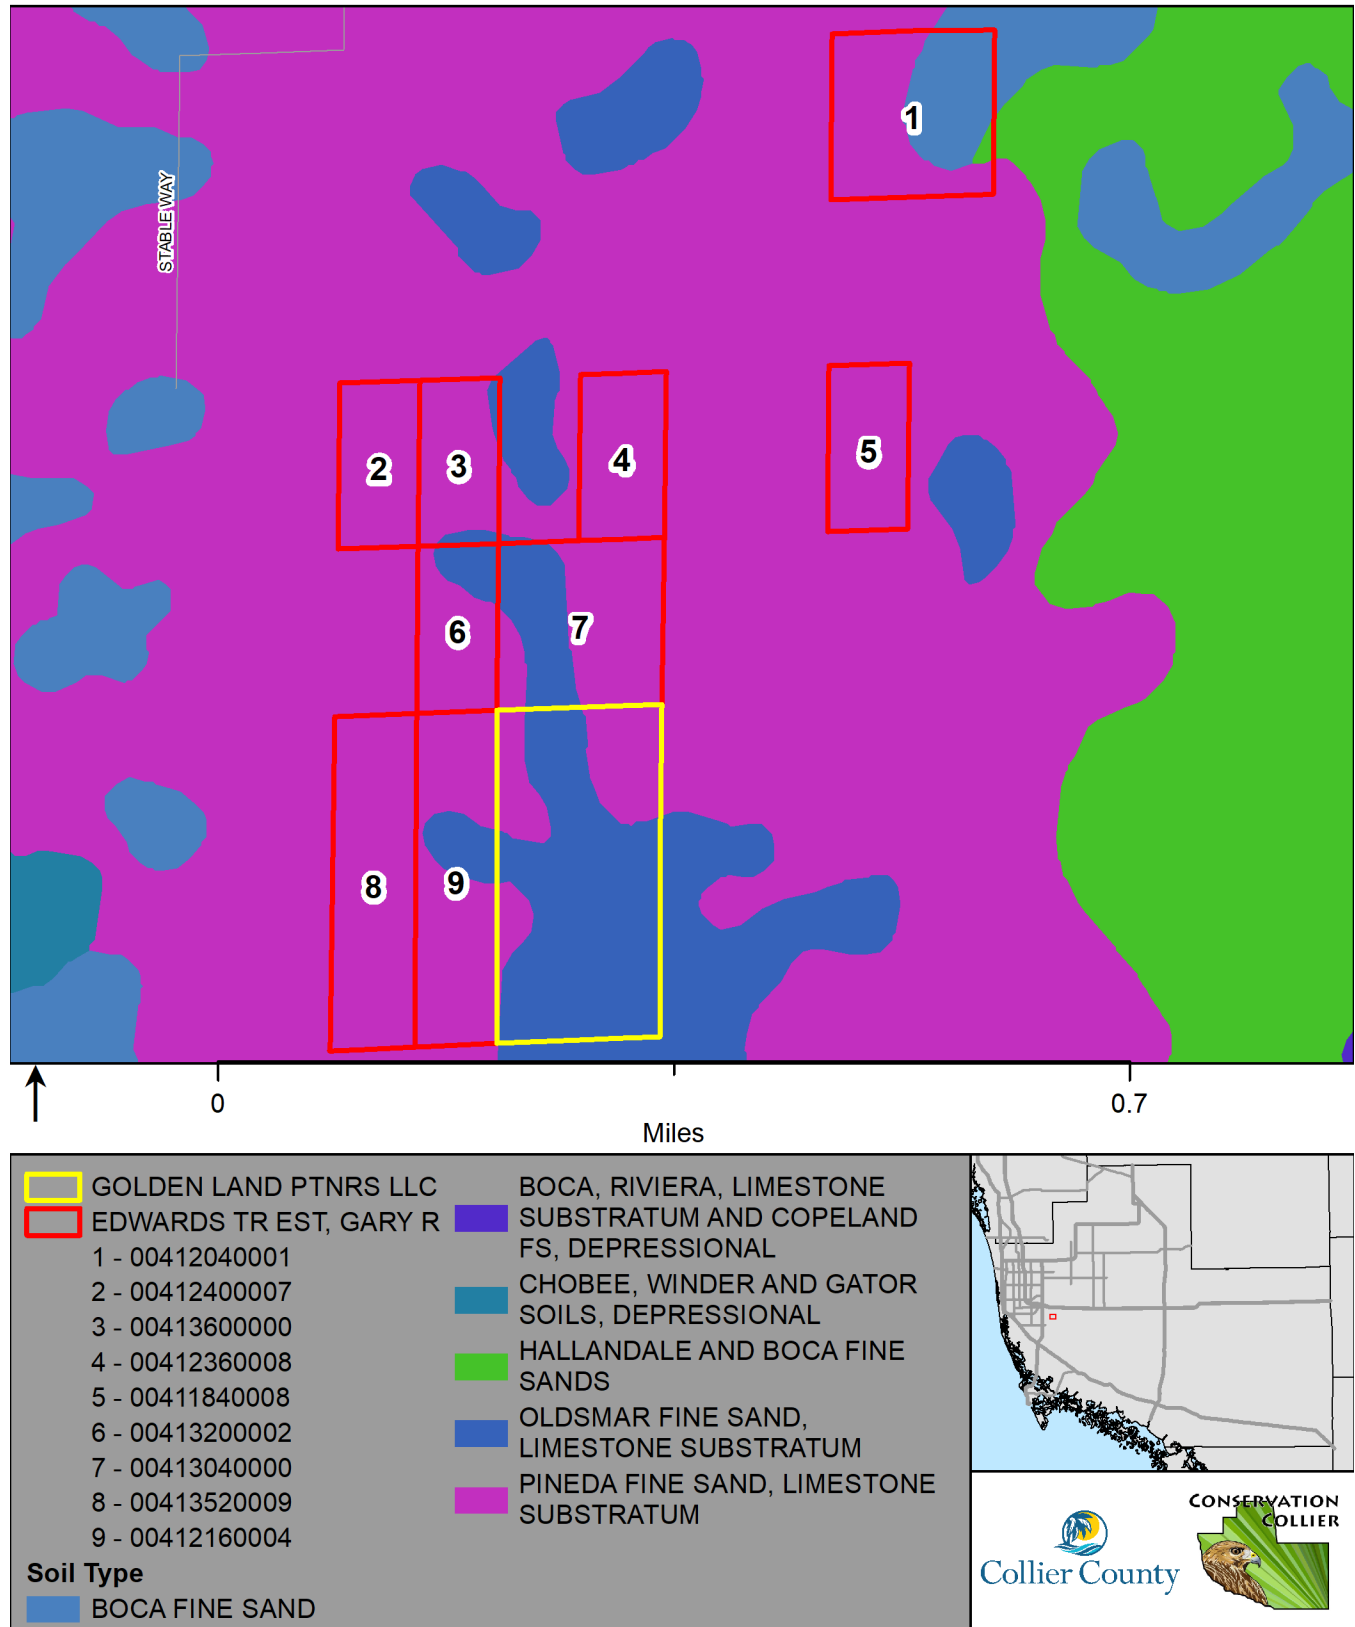 STABLE WAY
1
2
3
4
5
6
7
8
9
0
0.7
Miles
GOLDEN LAND PTNRS LLC
EDWARDS TR EST, GARY R
1 - 00412040001
2 - 00412400007
3 - 00413600000
4 - 00412360008
5 - 00411840008
6 - 00413200002
7 - 00413040000
8 - 00413520009
9 - 00412160004
Soil Type
BOCA FINE SAND
BOCA, RIVIERA, LIMESTONE
SUBSTRATUM AND COPELAND
FS, DEPRESSIONAL
CHOBEE, WINDER AND GATOR
SOILS, DEPRESSIONAL
HALLANDALE AND BOCA FINE
SANDS
OLDSMAR FINE SAND,
LIMESTONE SUBSTRATUM
PINEDA FINE SAND, LIMESTONE
SUBSTRATUM
Collier County
CONSERVATION
COLLIER